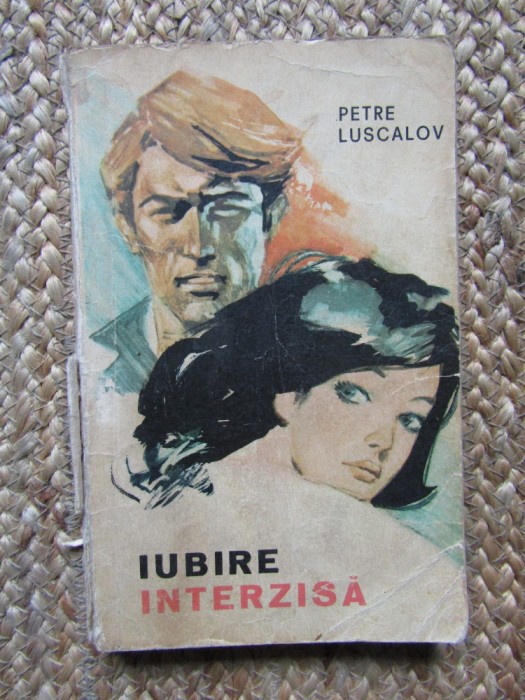 PETRE
LUSCALOV
IUBIRE
INTERZISĂ